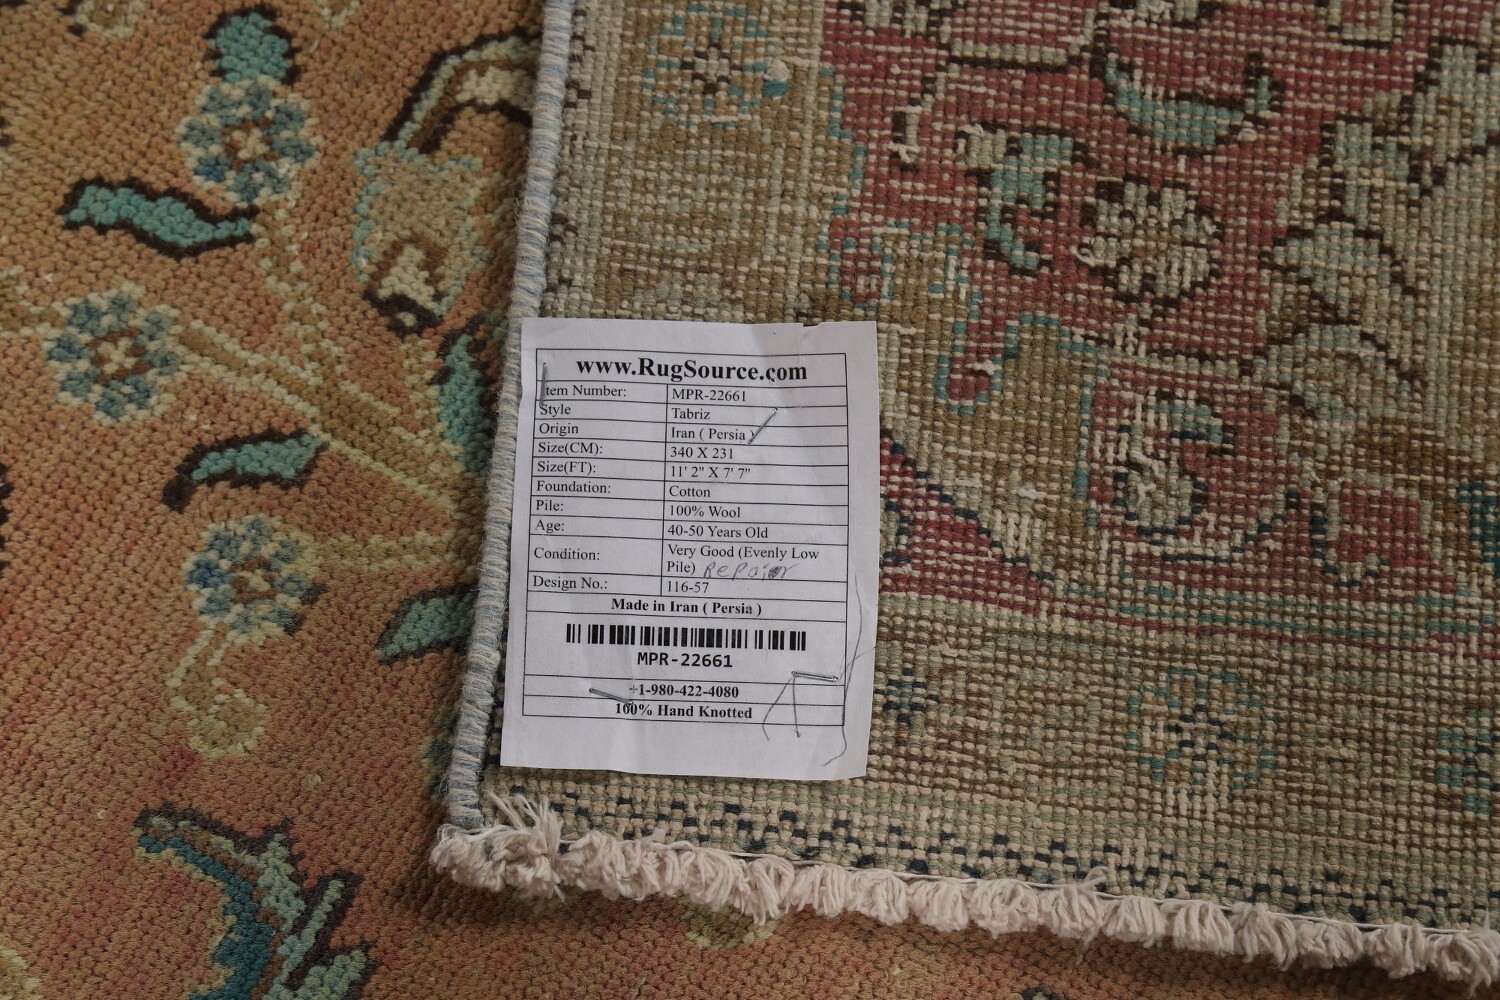 www.RugSource.com
Item Number: MPR-22661
Style Tabriz
Origin Iran ( Persia )
Size(CM): 340 X 231
Size(FT): 11' 2" X 7' 7"
Foundation: Cotton
Pile: 100% Wool
Age: 40-50 Years Old
Condition: Very Good (Evenly Low
Pile) Repair
Design No.: 116-57
Made in Iran ( Persia )
MPR-22661
+1-980-422-4080
100% Hand Knotted